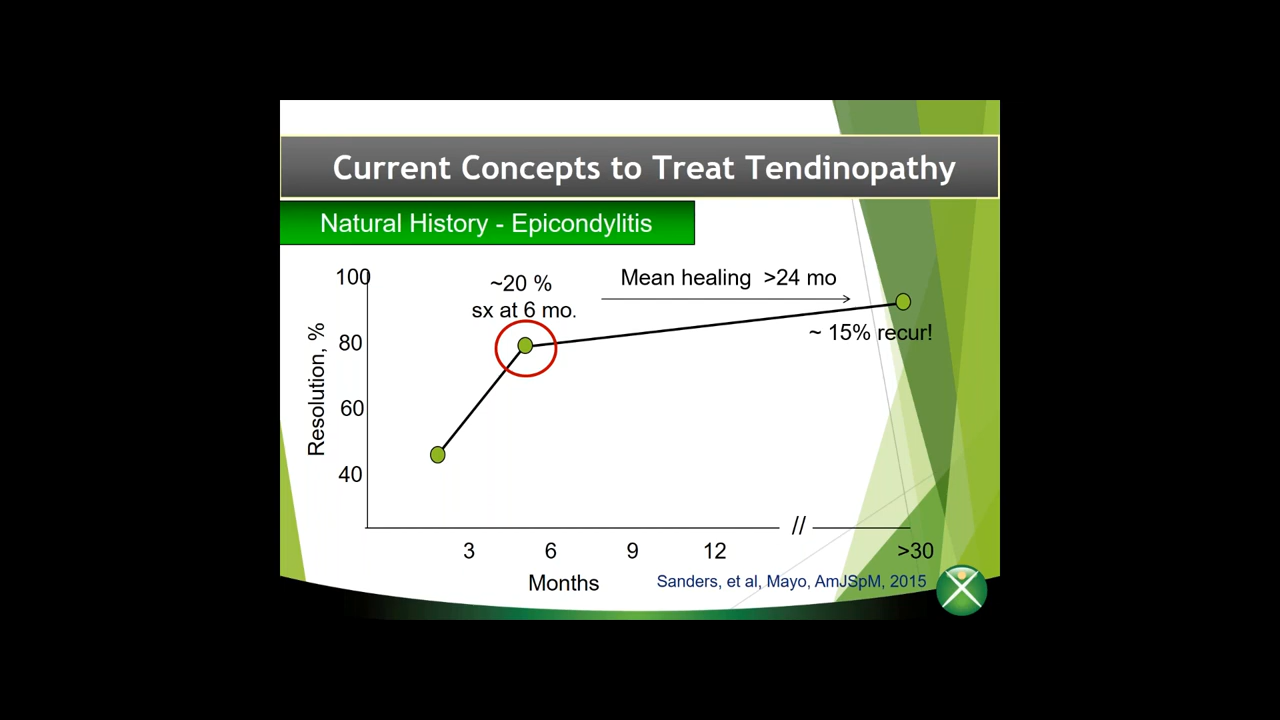 Current Concepts to Treat Tendinopathy
Natural History - Epicondylitis
100
80
60
40
Resolution, %
~20 %
sx at 6 mo.
Mean healing  >24 mo
~ 15% recur!
//
3
6
9
12
>30
Months
Sanders, et al, Mayo, AmJSpM, 2015